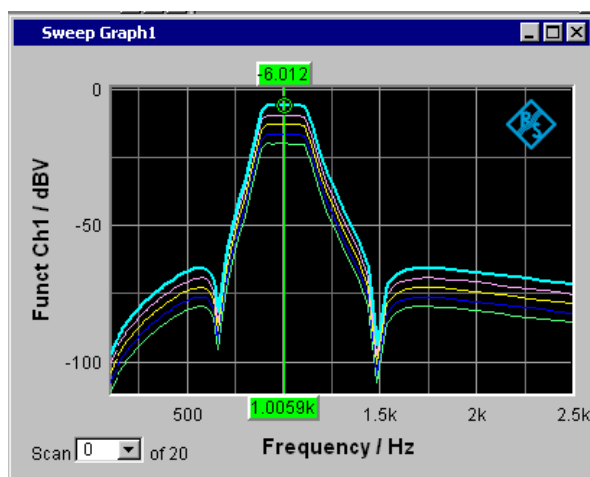 Sweep Graph1
-6.012
0
-50
-100
Funct Ch1 / dBV
R&S
500
1.0059k
1.5k
2k
2.5k
Scan 0 of 20
Frequency / Hz